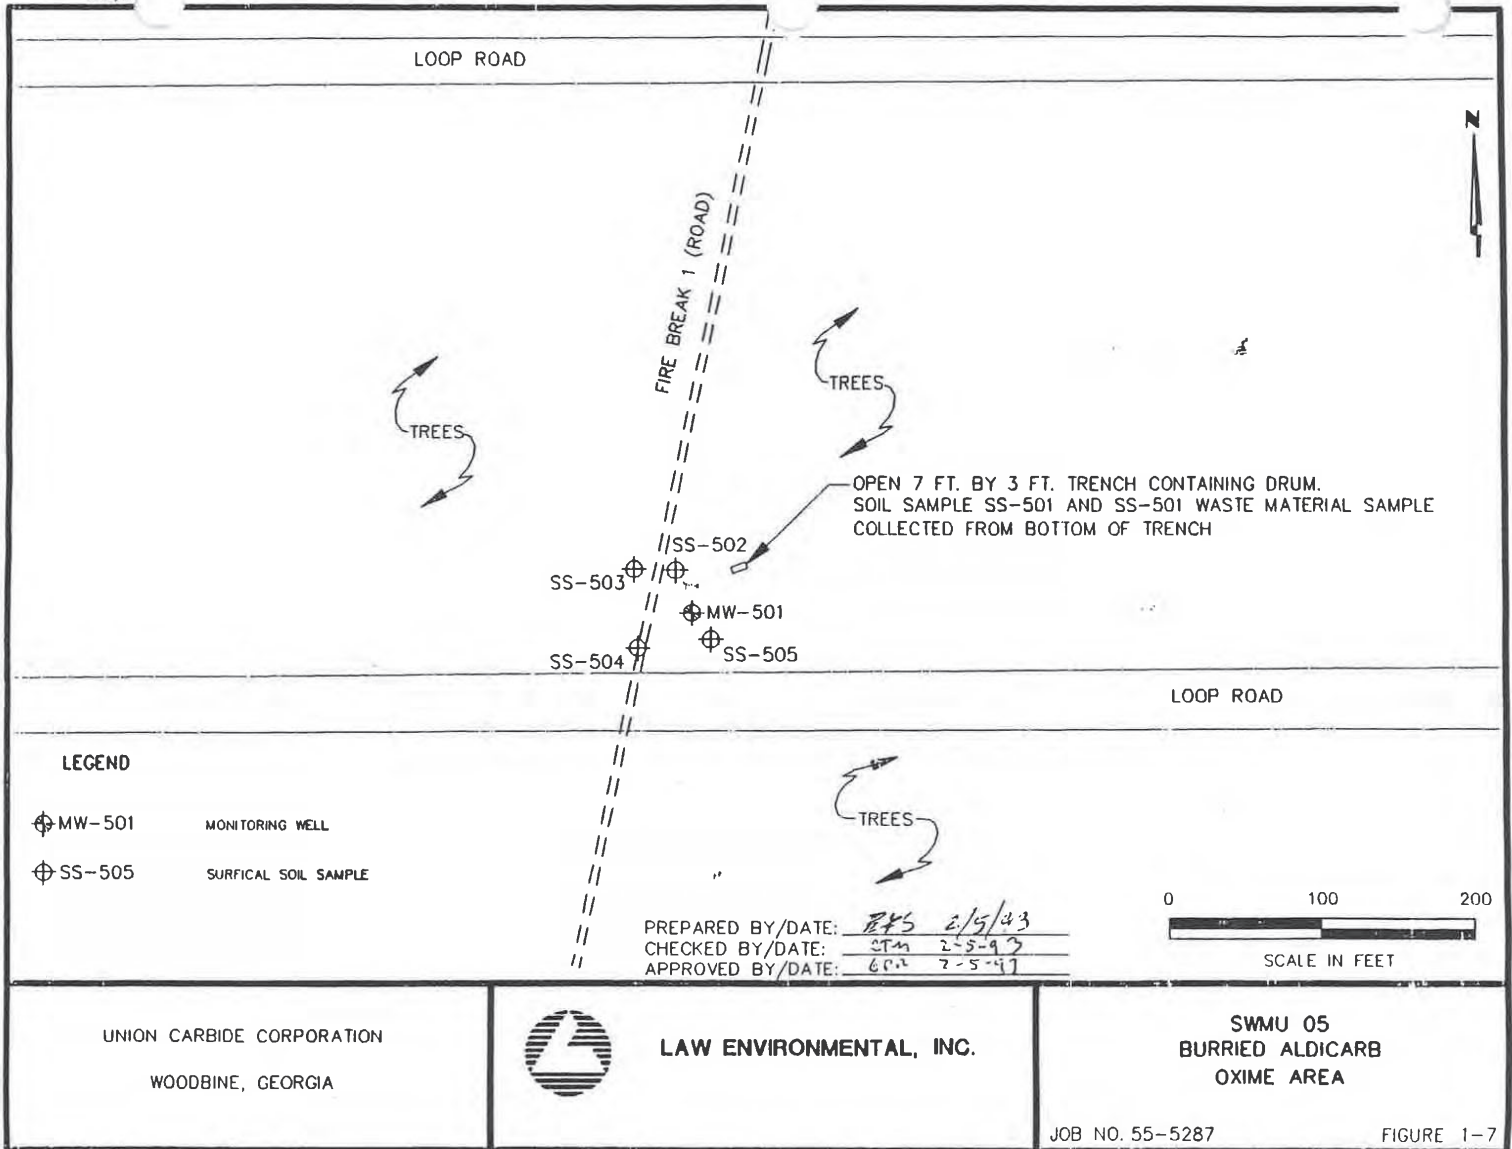 LOOP ROAD
N
FIRE BREAK 1 (ROAD)
TREES
TREES
OPEN 7 FT. BY 3 FT. TRENCH CONTAINING DRUM.
SOIL SAMPLE SS-501 AND SS-501 WASTE MATERIAL SAMPLE
COLLECTED FROM BOTTOM OF TRENCH
SS-502
SS-503
MW-501
SS-504
SS-505
LOOP ROAD
LEGEND
MW-501 MONITORING WELL
SS-505 SURFICAL SOIL SAMPLE
TREES
0 100 200
SCALE IN FEET
PREPARED BY/DATE: 2/5/93
CHECKED BY/DATE: CTM 2-5-93
APPROVED BY/DATE: 2-5-93
UNION CARBIDE CORPORATION
WOODBINE, GEORGIA
LAW ENVIRONMENTAL, INC.
SWMU 05
BURRIED ALDICARB
OXIME AREA
JOB NO. 55-5287
FIGURE 1-7